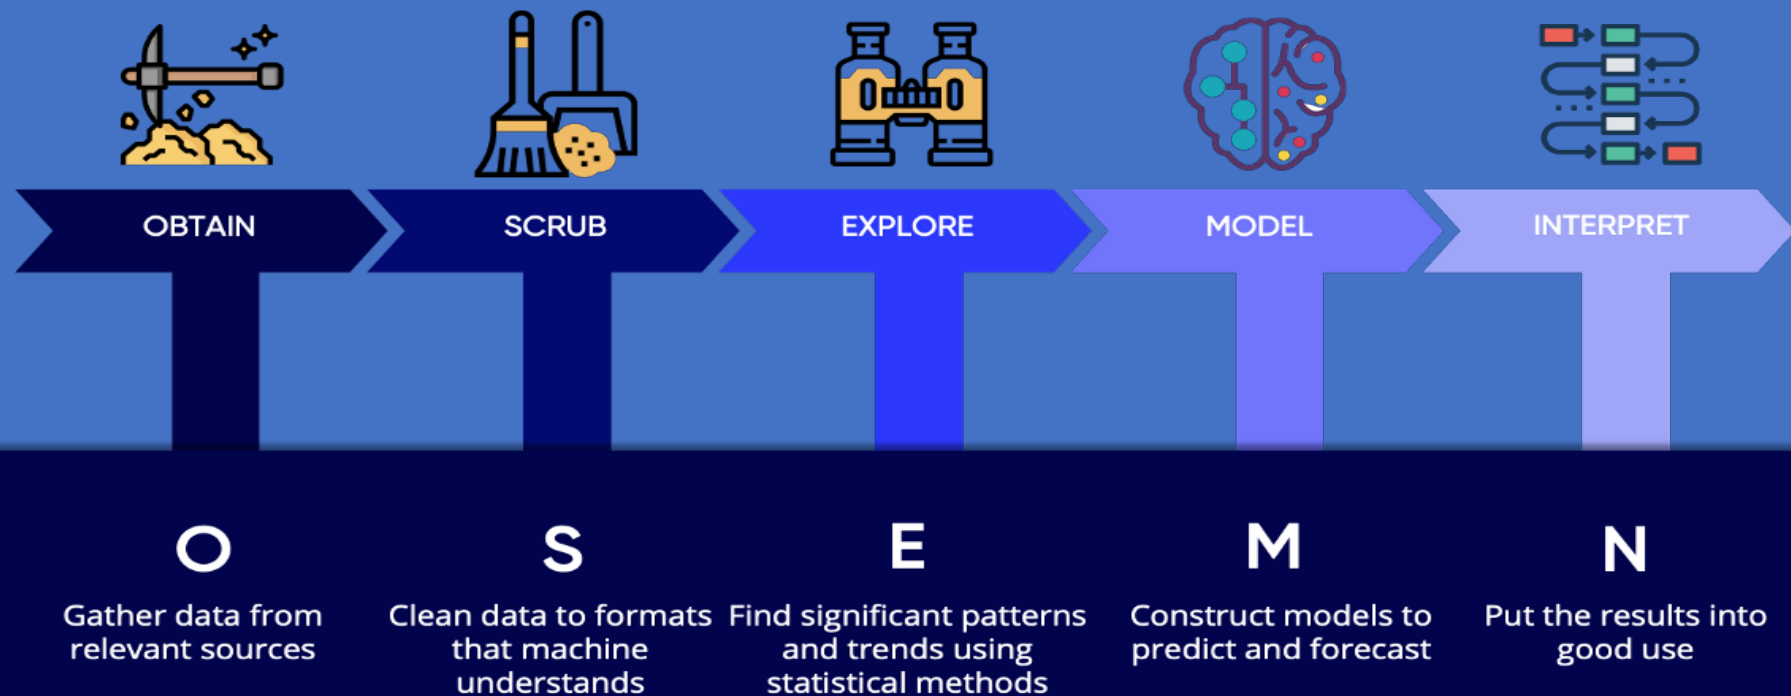 OBTAIN
SCRUB
EXPLORE
MODEL
INTERPRET
O
Gather data from
relevant sources
S
Clean data to formats
that machine
understands
E
Find significant patterns
and trends using
statistical methods
M
Construct models to
predict and forecast
N
Put the results into
good use